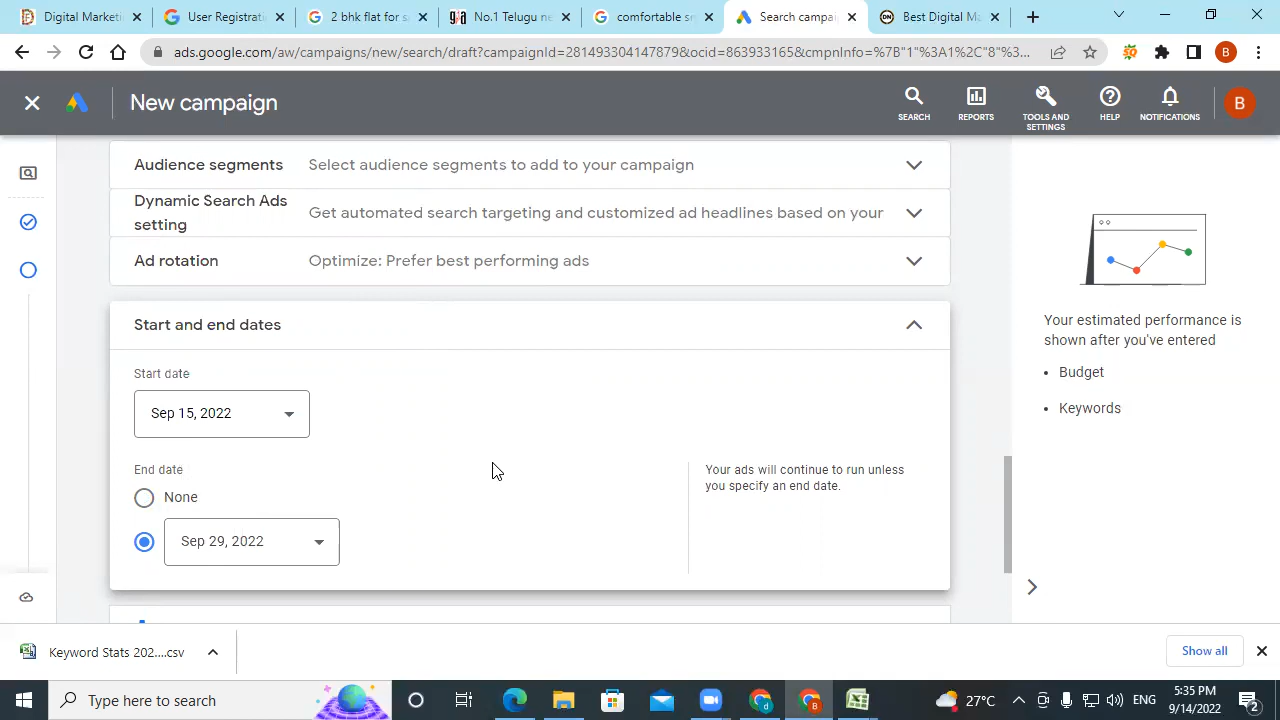 Digital Marketi
User Registrati
2 bhk flat for s
No.1 Telugu ne
comfortable sn
Search campai
Best Digital Ma
ads.google.com/aw/campaigns/new/search/draft?campaignId=281493304147879&ocid=863933163&cmpnInfo=%7B"1"%3A1%2C"8"%3...
B
New campaign
SEARCH
REPORTS
TOOLS AND
SETTINGS
HELP
NOTIFICATIONS
B
Audience segments Select audience segments to add to your campaign
Dynamic Search Ads
setting
Get automated search targeting and customized ad headlines based on your
Ad rotation Optimize: Prefer best performing ads
Start and end dates
Start date
Sep 15, 2022
End date
None
Sep 29, 2022
Your ads will continue to run unless
you specify an end date.
Your estimated performance is
shown after you've entered
• Budget
• Keywords
Keyword Stats 202....csv
Show all
Type here to search
27°C
ENG
5:35 PM
9/14/2022
2